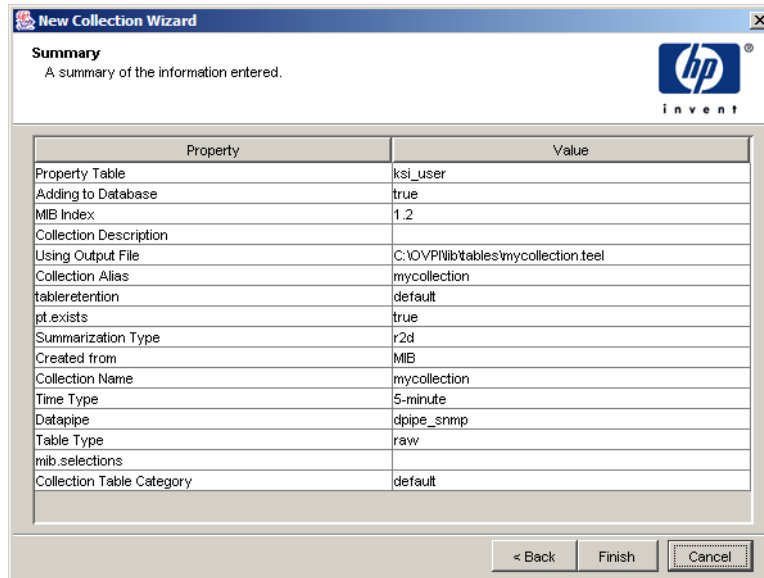 New Collection Wizard
Summary
A summary of the information entered.
hp
®
invent
Property Value
Property Table ksi_user
Adding to Database true
MIB Index 1.2
Collection Description
Using Output File C:\OVPI\lib\tables\mycollection.teel
Collection Alias mycollection
tableretention default
pt.exists true
Summarization Type r2d
Created from MIB
Collection Name mycollection
Time Type 5-minute
Datapipe dpipe_snmp
Table Type raw
mib.selections
Collection Table Category default
< Back Finish Cancel